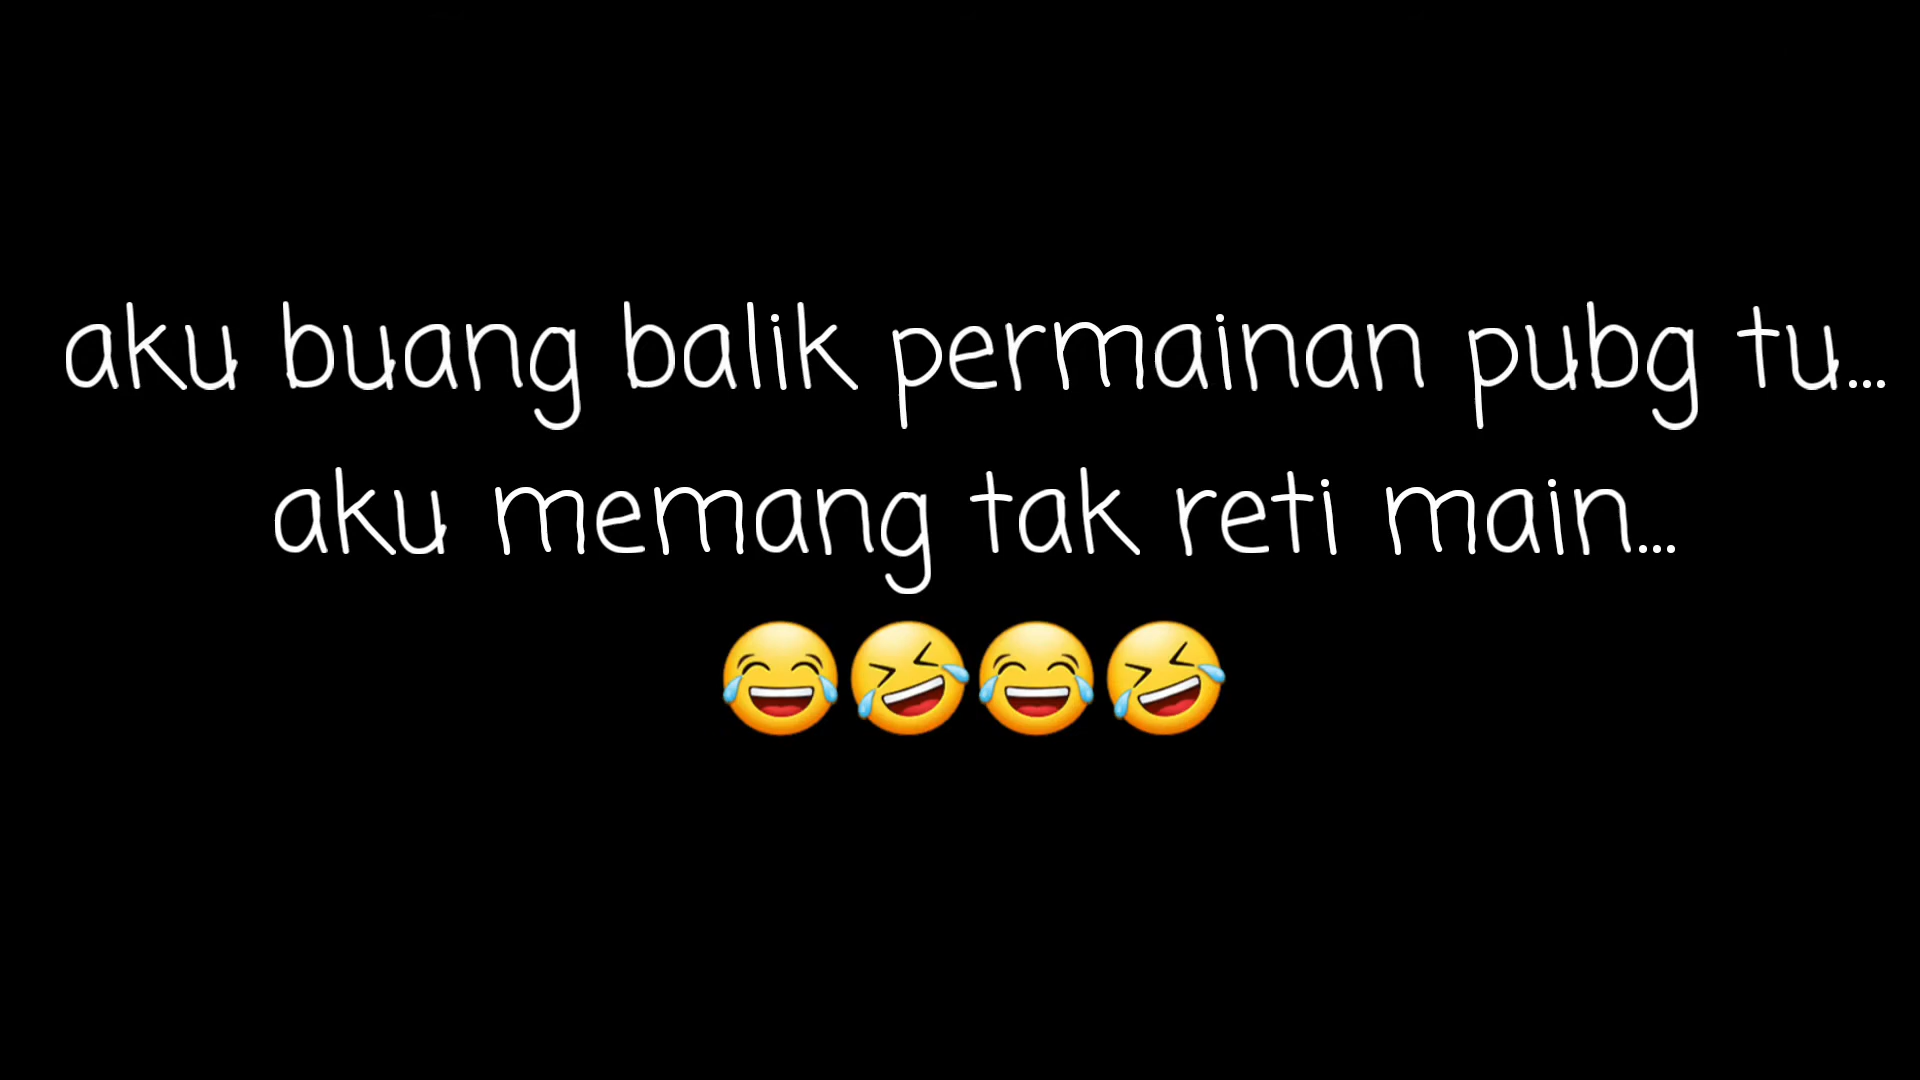 aku buang balik permainan pubg tu...
aku memang tak reti main...
😂🤣😂🤣